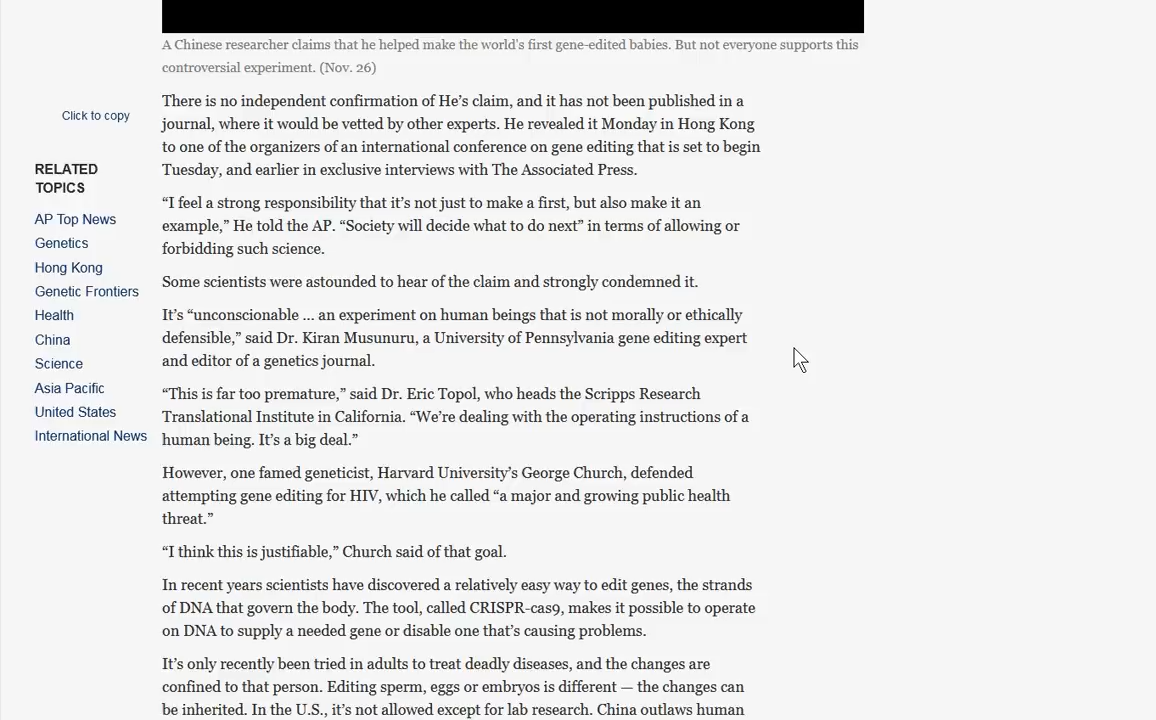 A Chinese researcher claims that he helped make the world's first gene-edited babies. But not everyone supports this
controversial experiment. (Nov. 26)
There is no independent confirmation of He’s claim, and it has not been published in a
journal, where it would be vetted by other experts. He revealed it Monday in Hong Kong
to one of the organizers of an international conference on gene editing that is set to begin
Tuesday, and earlier in exclusive interviews with The Associated Press.
“I feel a strong responsibility that it’s not just to make a first, but also make it an
example,” He told the AP. “Society will decide what to do next” in terms of allowing or
forbidding such science.
Some scientists were astounded to hear of the claim and strongly condemned it.
It’s “unconscionable ... an experiment on human beings that is not morally or ethically
defensible,” said Dr. Kiran Musunuru, a University of Pennsylvania gene editing expert
and editor of a genetics journal.
“This is far too premature,” said Dr. Eric Topol, who heads the Scripps Research
Translational Institute in California. “We’re dealing with the operating instructions of a
human being. It’s a big deal.”
However, one famed geneticist, Harvard University’s George Church, defended
attempting gene editing for HIV, which he called “a major and growing public health
threat.”
“I think this is justifiable,” Church said of that goal.
In recent years scientists have discovered a relatively easy way to edit genes, the strands
of DNA that govern the body. The tool, called CRISPR-cas9, makes it possible to operate
on DNA to supply a needed gene or disable one that’s causing problems.
It’s only recently been tried in adults to treat deadly diseases, and the changes are
confined to that person. Editing sperm, eggs or embryos is different — the changes can
be inherited. In the U.S., it’s not allowed except for lab research. China outlaws human
Click to copy
RELATED
TOPICS
AP Top News
Genetics
Hong Kong
Genetic Frontiers
Health
China
Science
Asia Pacific
United States
International News